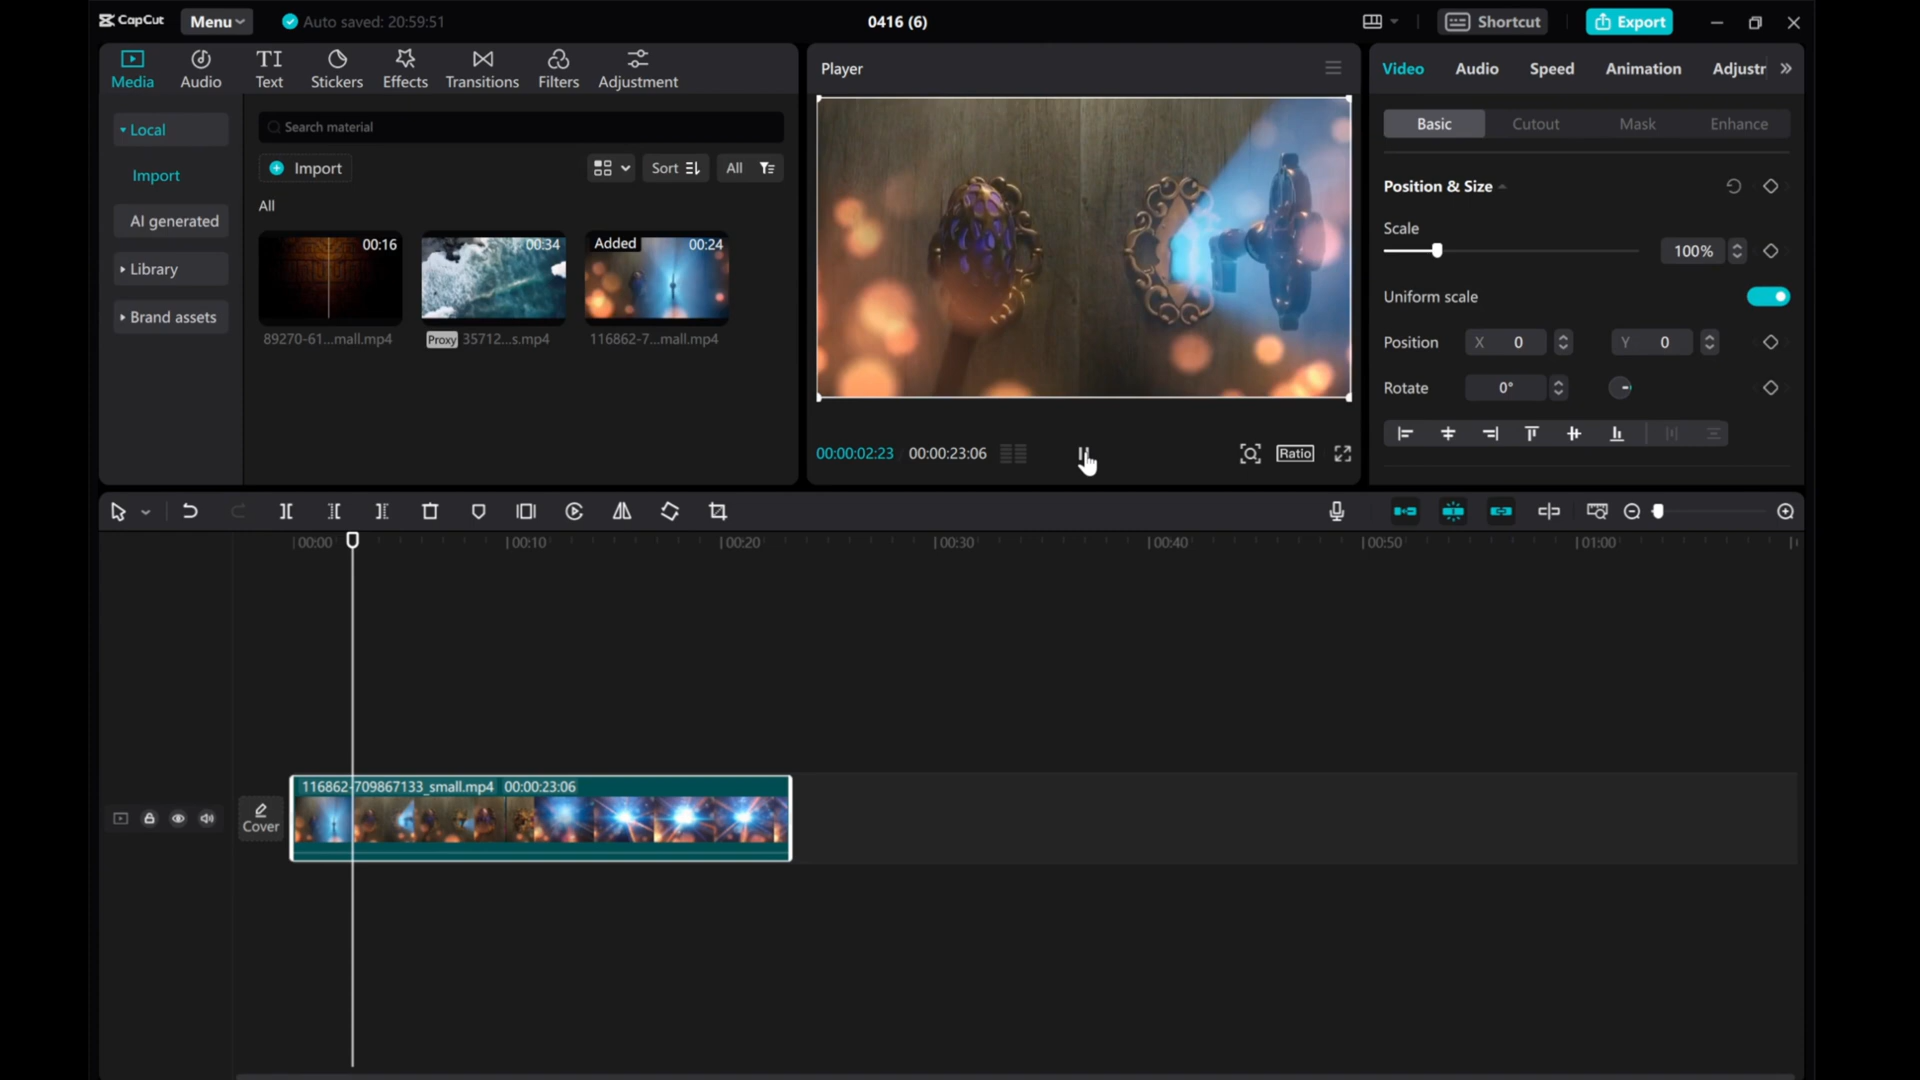 CapCut Menu Auto saved: 20:59:51 0416 (6) Shortcut Export
Media Audio Text Stickers Effects Transitions Filters Adjustment
Local
Import
AI generated
Library
Brand assets
Search material
Import Sort All
All
00:16 00:34 Added 00:24
89270-61...mall.mp4 Proxy 35712...s.mp4 116862-7...mall.mp4
Player
00:00:02:23 00:00:23:06 Ratio
Video Audio Speed Animation Adjustr
Basic Cutout Mask Enhance
Position & Size
Scale
100%
Uniform scale
Position X 0 Y 0
Rotate 0°
00:00 00:10 00:20 00:30 00:40 00:50 01:00
116862-709867133_small.mp4 00:00:23:06
Cover